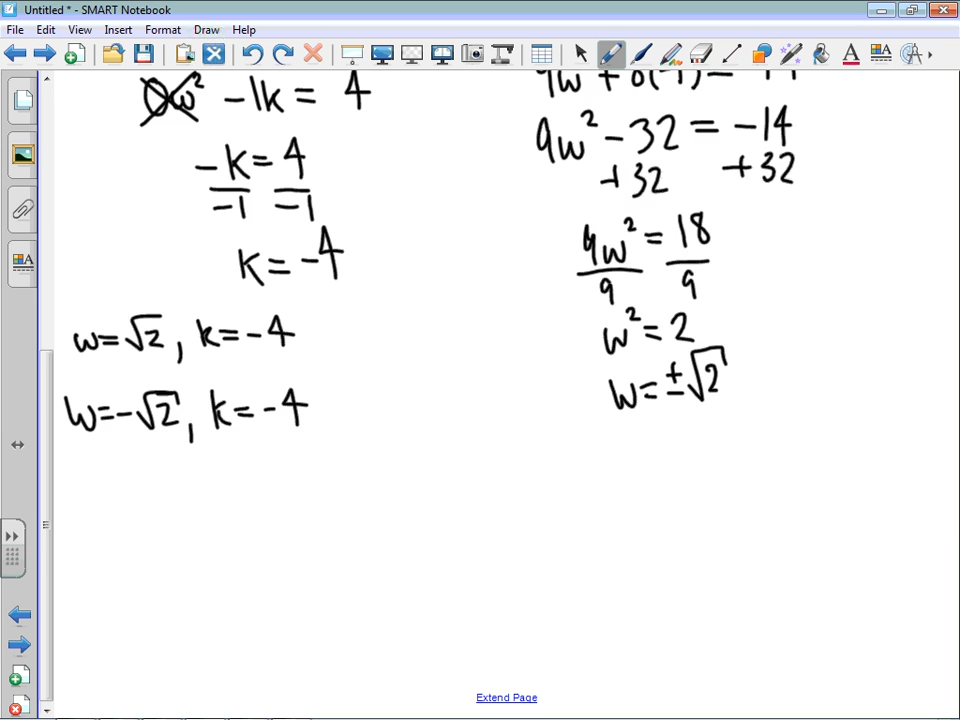 Untitled * - SMART Notebook
File Edit View Insert Format Draw Help
0w² - 1k = 4
-k = 4
-1 -1
k = -4
w = √2, k = -4
w = -√2, k = -4
9w² - 32 = -14
+32 +32
9w² = 18
9 9
w² = 2
w = ±√2
Extend Page